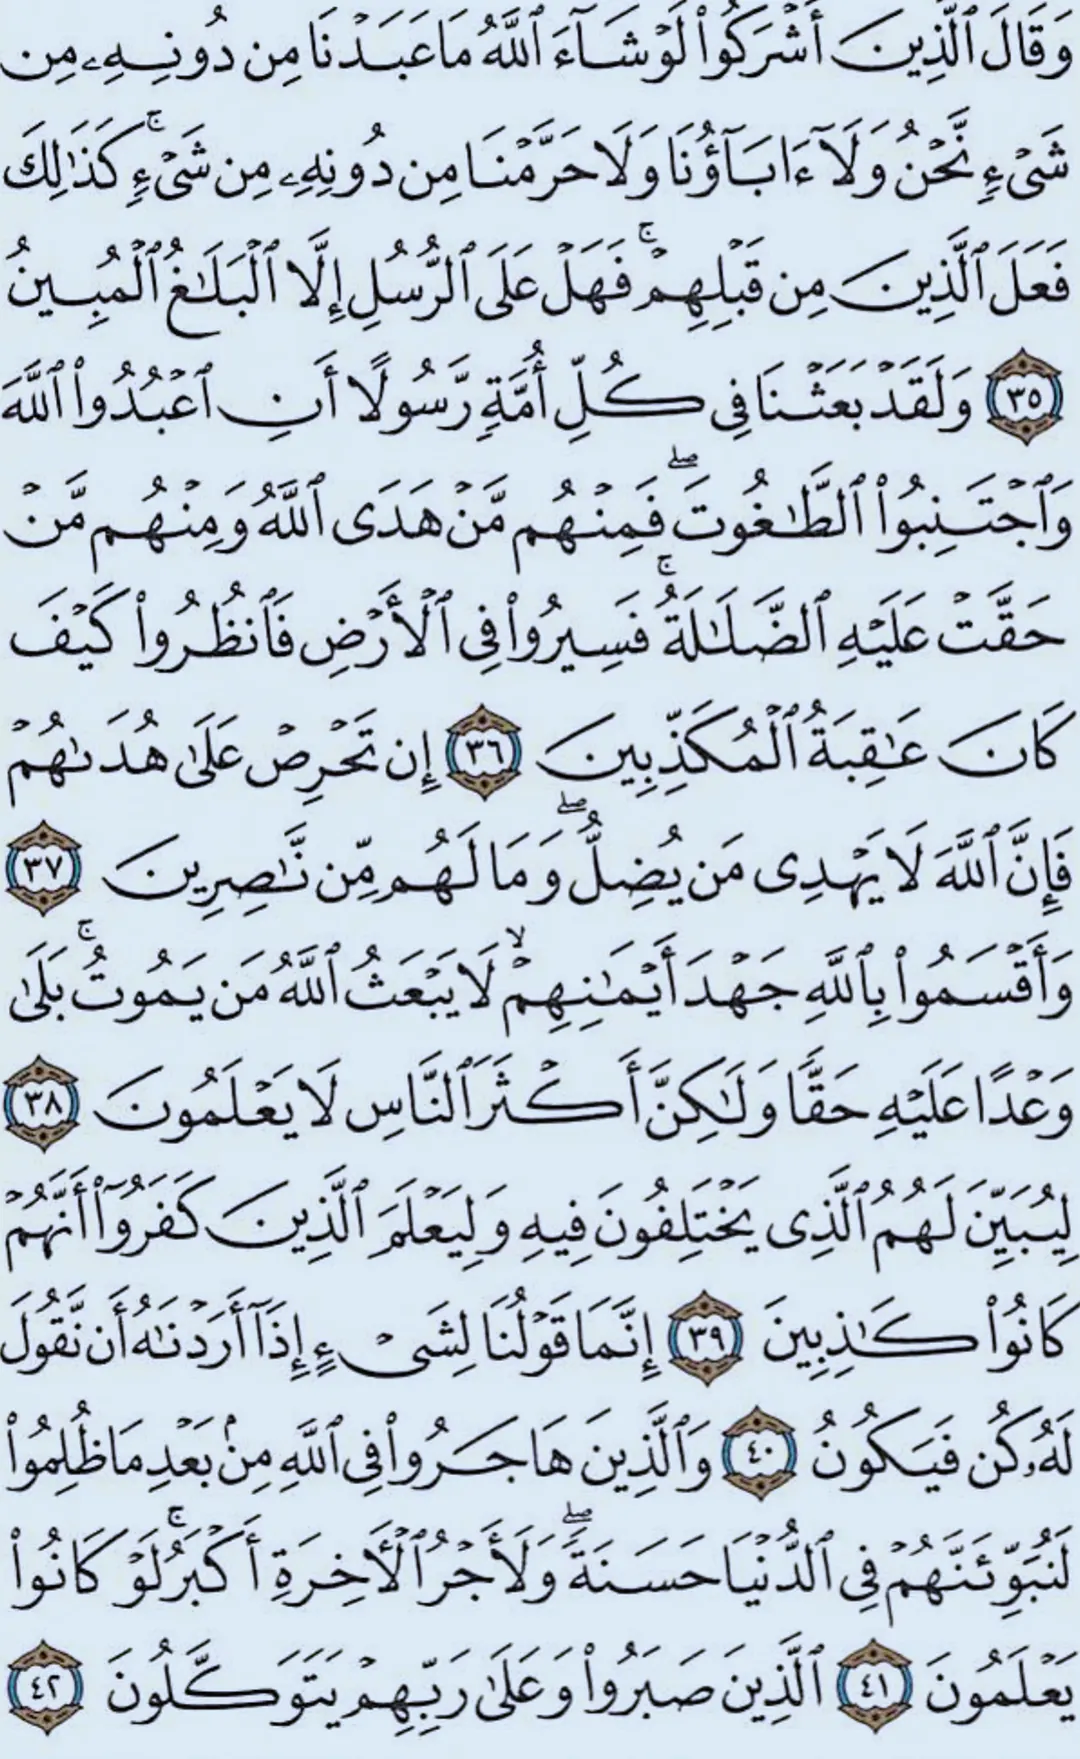 وَقَالَ ٱلَّذِينَ أَشْرَكُوا۟ لَوْ شَآءَ ٱللَّهُ مَا عَبَدْنَا مِن دُونِهِۦ مِن
شَىْءٍ نَّحْنُ وَلَآ ءَابَآؤُنَا وَلَا حَرَّمْنَا مِن دُونِهِۦ مِن شَىْءٍ ۚ كَذَٰلِكَ
فَعَلَ ٱلَّذِينَ مِن قَبْلِهِمْ ۚ فَهَلْ عَلَى ٱلرُّسُلِ إِلَّا ٱلْبَلَٰغُ ٱلْمُبِينُ
٣٥ وَلَقَدْ بَعَثْنَا فِى كُلِّ أُمَّةٍ رَّسُولًا أَنِ ٱعْبُدُوا۟ ٱللَّهَ
وَٱجْتَنِبُوا۟ ٱلطَّٰغُوتَ ۖ فَمِنْهُم مَّنْ هَدَى ٱللَّهُ وَمِنْهُم مَّنْ
حَقَّتْ عَلَيْهِ ٱلضَّلَٰلَةُ ۚ فَسِيرُوا۟ فِى ٱلْأَرْضِ فَٱنظُرُوا۟ كَيْفَ
كَانَ عَٰقِبَةُ ٱلْمُكَذِّبِينَ ٣٦ إِن تَحْرِصْ عَلَىٰ هُدَىٰهُمْ
فَإِنَّ ٱللَّهَ لَا يَهْدِى مَن يُضِلُّ ۖ وَمَا لَهُم مِّن نَّٰصِرِينَ ٣٧
وَأَقْسَمُوا۟ بِٱللَّهِ جَهْدَ أَيْمَٰنِهِمْ ۙ لَا يَبْعَثُ ٱللَّهُ مَن يَمُوتُ ۚ بَلَىٰ
وَعْدًا عَلَيْهِ حَقًّا وَلَٰكِنَّ أَكْثَرَ ٱلنَّاسِ لَا يَعْلَمُونَ ٣٨
لِيُبَيِّنَ لَهُمُ ٱلَّذِى يَخْتَلِفُونَ فِيهِ وَلِيَعْلَمَ ٱلَّذِينَ كَفَرُوٓا۟ أَنَّهُمْ
كَانُوا۟ كَٰذِبِينَ ٣٩ إِنَّمَا قَوْلُنَا لِشَىْءٍ إِذَآ أَرَدْنَٰهُ أَن نَّقُولَ
لَهُۥ كُن فَيَكُونُ ٤٠ وَٱلَّذِينَ هَاجَرُوا۟ فِى ٱللَّهِ مِنۢ بَعْدِ مَا ظُلِمُوا۟
لَنُبَوِّئَنَّهُمْ فِى ٱلدُّنْيَا حَسَنَةً ۖ وَلَأَجْرُ ٱلْأَخِرَةِ أَكْبَرُ ۚ لَوْ كَانُوا۟
يَعْلَمُونَ ٤١ ٱلَّذِينَ صَبَرُوا۟ وَعَلَىٰ رَبِّهِمْ يَتَوَكَّلُونَ ٤٢